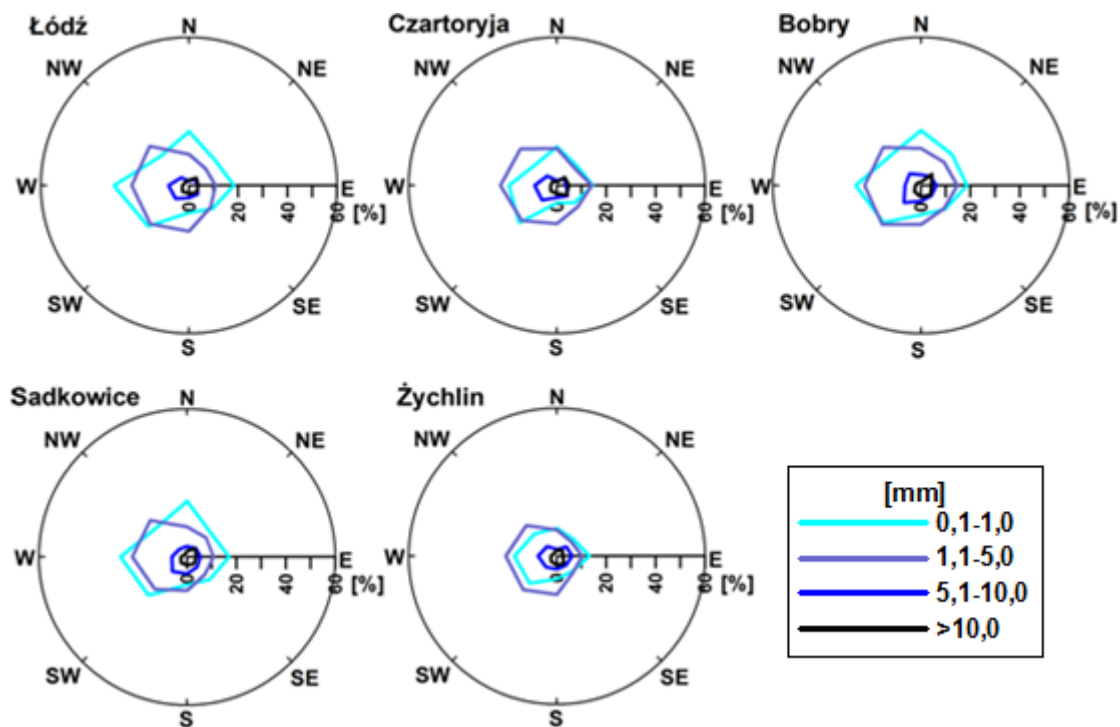 Łódź
N
NW
NE
W
E
0 20 40 60
[%]
SW
SE
S
Czartoryja
N
NW
NE
W
E
0 20 40 60
[%]
SW
SE
S
Bobry
N
NW
NE
W
E
0 20 40 60
[%]
SW
SE
S
Sadkowice
N
NW
NE
W
E
0 20 40 60
[%]
SW
SE
S
Żychlin
N
NW
NE
W
E
0 20 40 60
[%]
SW
SE
S
[mm]
0,1-1,0
1,1-5,0
5,1-10,0
>10,0